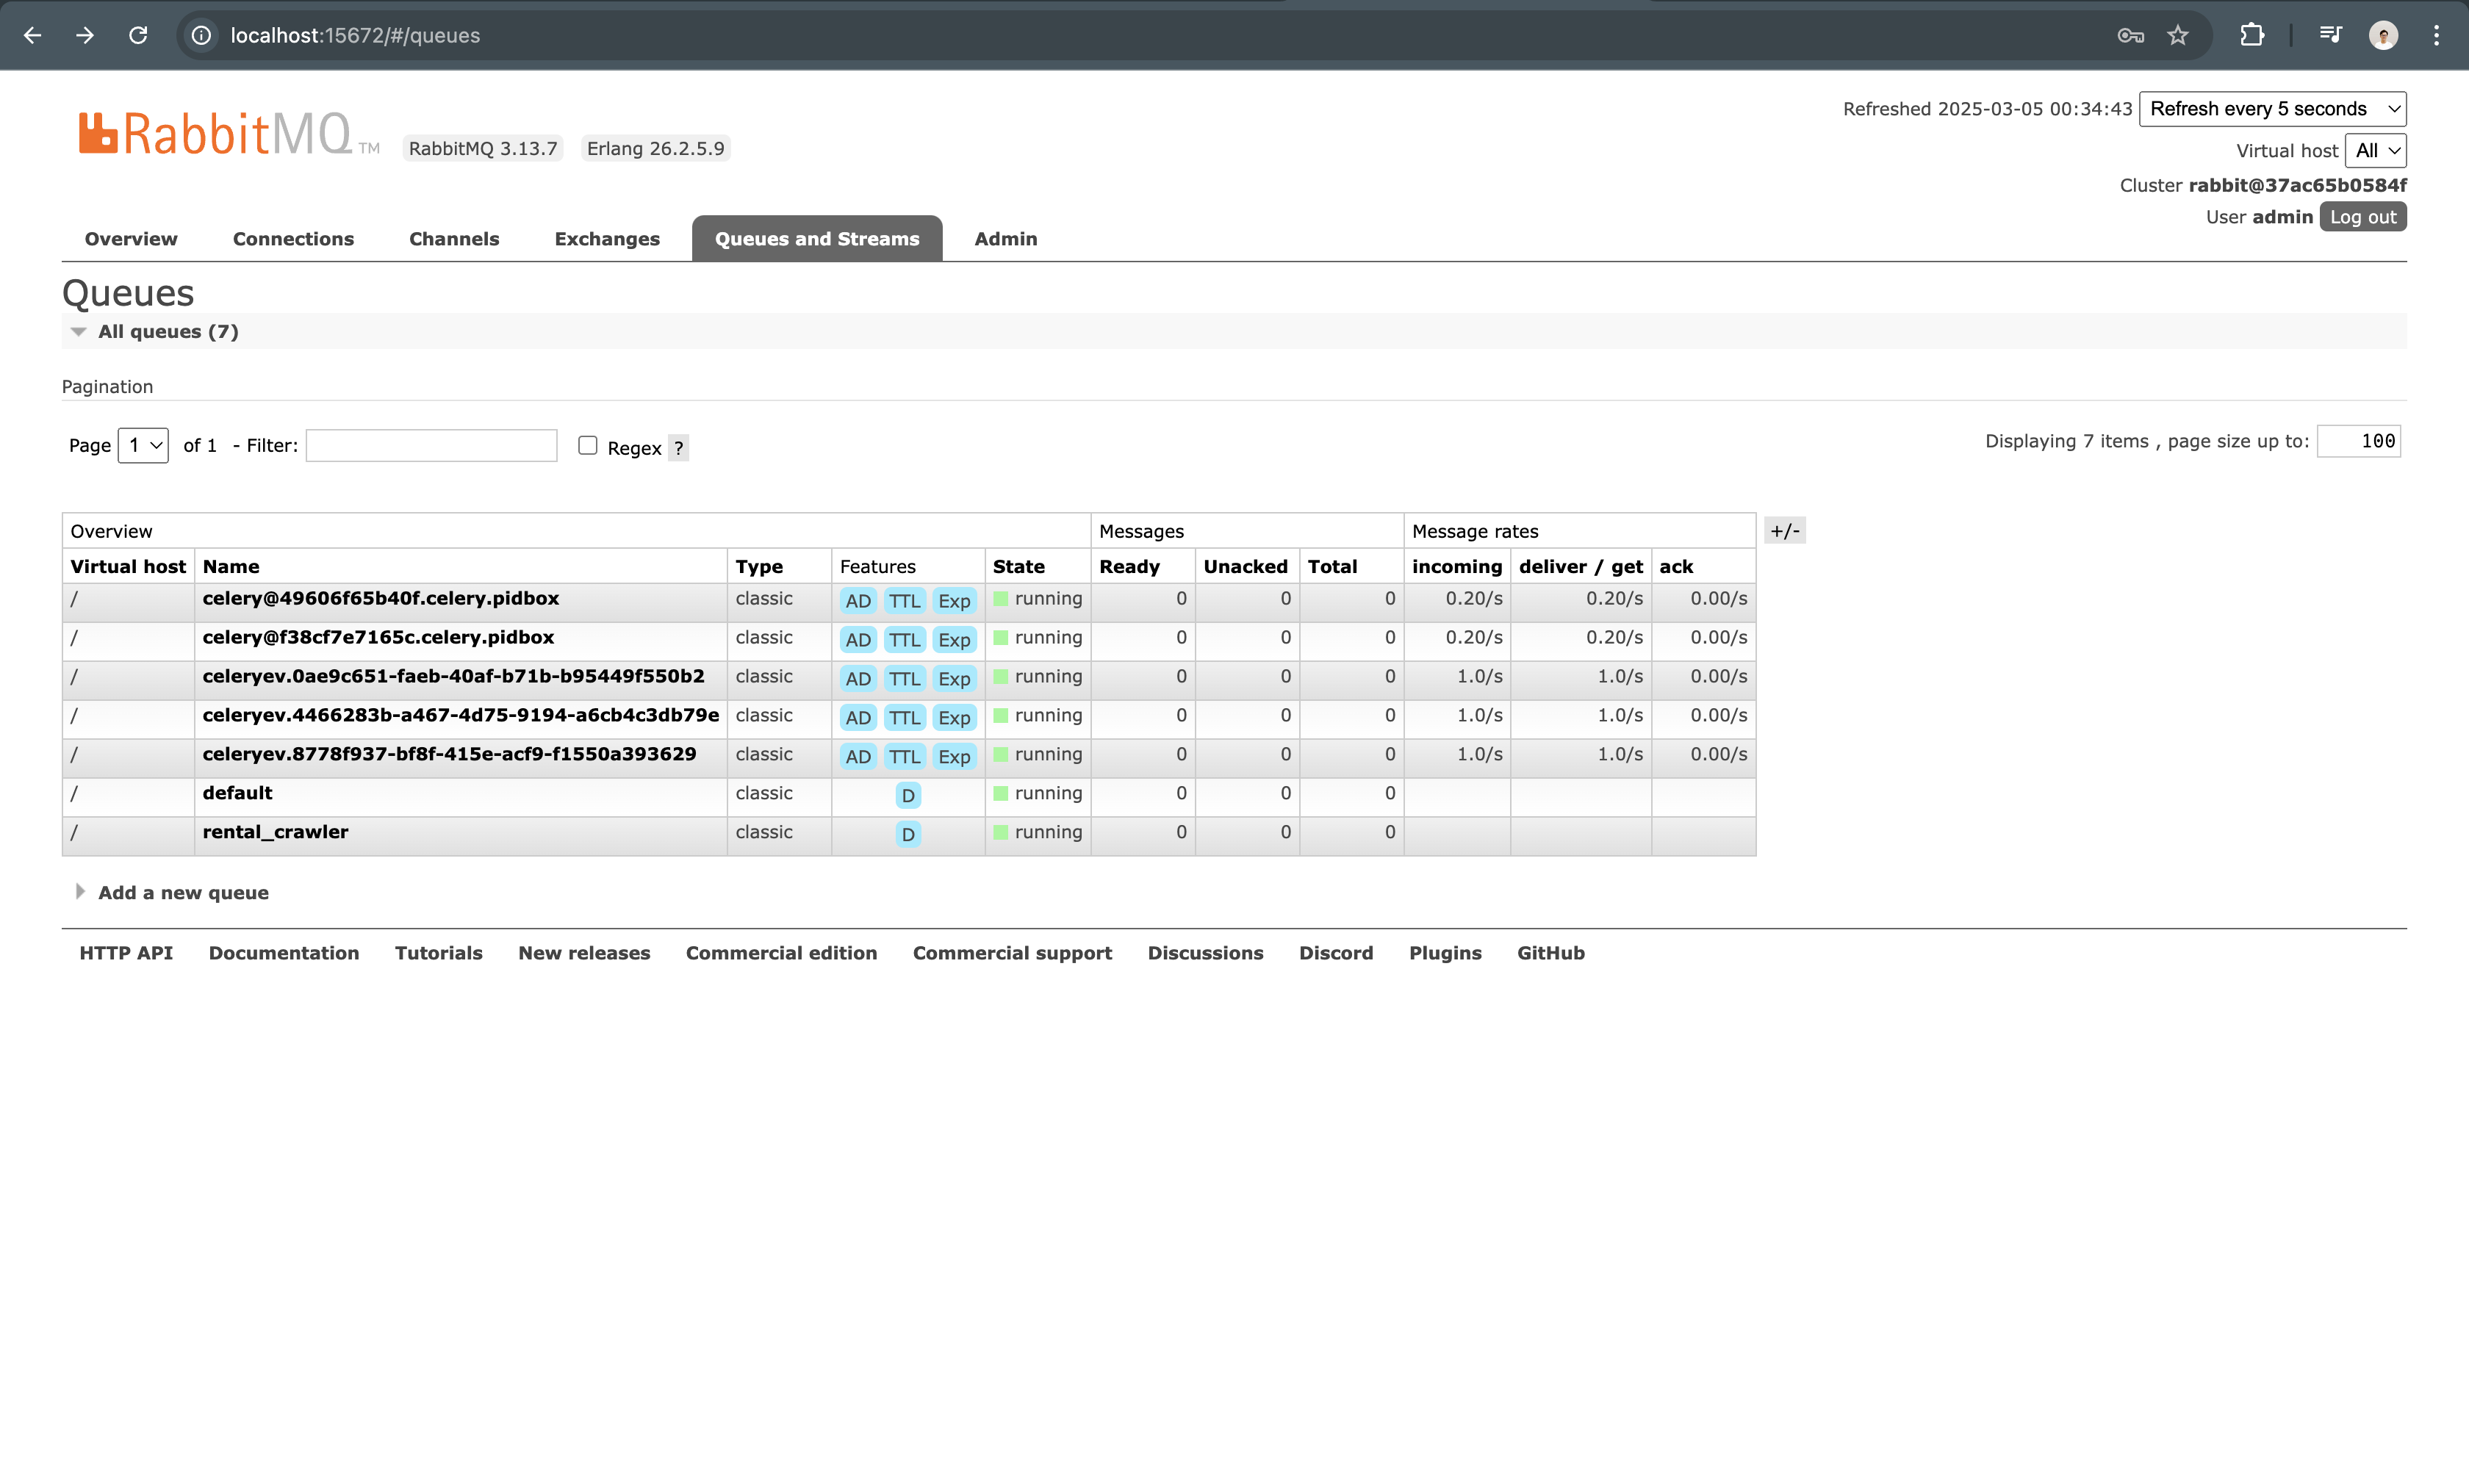 localhost:15672/#/queues
RabbitMQ TM RabbitMQ 3.13.7 Erlang 26.2.5.9
Refreshed 2025-03-05 00:34:43 Refresh every 5 seconds
Virtual host All
Cluster rabbit@37ac65b0584f
User admin Log out
Overview Connections Channels Exchanges Queues and Streams Admin
Queues
All queues (7)
Pagination
Page 1 of 1 - Filter: Regex ? Displaying 7 items , page size up to: 100
Overview Messages Message rates +/-
Virtual host Name Type Features State Ready Unacked Total incoming deliver / get ack
/ celery@49606f65b40f.celery.pidbox classic AD TTL Exp running 0 0 0 0.20/s 0.20/s 0.00/s
/ celery@f38cf7e7165c.celery.pidbox classic AD TTL Exp running 0 0 0 0.20/s 0.20/s 0.00/s
/ celeryev.0ae9c651-faeb-40af-b71b-b95449f550b2 classic AD TTL Exp running 0 0 0 1.0/s 1.0/s 0.00/s
/ celeryev.4466283b-a467-4d75-9194-a6cb4c3db79e classic AD TTL Exp running 0 0 0 1.0/s 1.0/s 0.00/s
/ celeryev.8778f937-bf8f-415e-acf9-f1550a393629 classic AD TTL Exp running 0 0 0 1.0/s 1.0/s 0.00/s
/ default classic D running 0 0 0
/ rental_crawler classic D running 0 0 0
Add a new queue
HTTP API Documentation Tutorials New releases Commercial edition Commercial support Discussions Discord Plugins GitHub